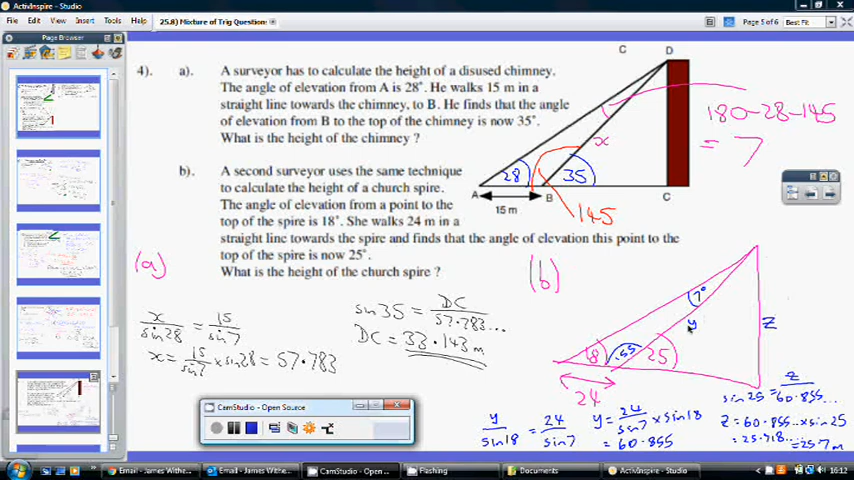 ActivInspire - Studio
File Edit View Insert Tools Help
25.8) Mixture of Trig Question
Page 5 of 6
Best Fit
Page Browser
4). a). A surveyor has to calculate the height of a disused chimney.
The angle of elevation from A is 28°. He walks 15 m in a
straight line towards the chimney, to B. He finds that the angle
of elevation from B to the top of the chimney is now 35°.
What is the height of the chimney ?
b). A second surveyor uses the same technique
to calculate the height of a church spire.
The angle of elevation from a point to the
top of the spire is 18°. She walks 24 m in a
straight line towards the spire and finds that the angle of elevation this point to the
top of the spire is now 25°.
What is the height of the church spire ?
C D
x
28 35
A B C
15 m
145
180-28-145
= 7
(a)
x/sin28 = 15/sin7
x = 15/sin7 × sin28 = 57.783
sin35 = DC/57.783...
DC = 33.143m
(b)
7°
y
z
18 155 25
24
y/sin18 = 24/sin7
y = 24/sin7 × sin18
= 60.855
sin25 = z/60.855...
z = 60.855... × sin25
= 25.718... = 25.7m
CamStudio - Open Source
Email - James Withe...
Email - James Withe...
CamStudio - Open ...
Flashing
Documents
ActivInspire - Studio
16:12